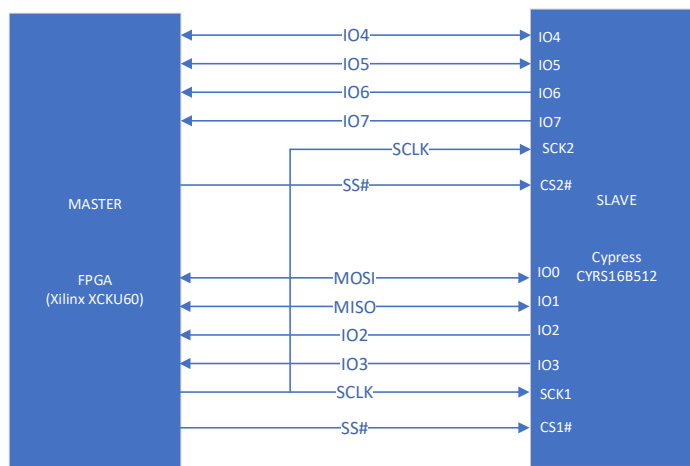 IO4 IO4
IO5 IO5
IO6 IO6
IO7 IO7
SCLK SCK2
SS# CS2#
MASTER SLAVE
FPGA
(Xilinx XCKU60)
Cypress
CYRS16B512
MOSI IO0
MISO IO1
IO2 IO2
IO3 IO3
SCLK SCK1
SS# CS1#